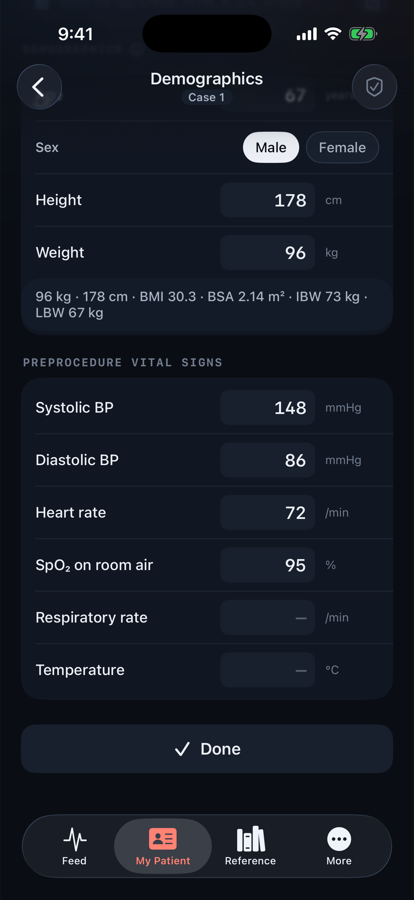 9:41
DEMOGRAPHICS
Demographics
Case 1
67 years
Sex Male Female
Height 178 cm
Weight 96 kg
96 kg · 178 cm · BMI 30.3 · BSA 2.14 m² · IBW 73 kg ·
LBW 67 kg
PREPROCEDURE VITAL SIGNS
Systolic BP 148 mmHg
Diastolic BP 86 mmHg
Heart rate 72 /min
SpO₂ on room air 95 %
Respiratory rate – /min
Temperature – °C
Done
Feed My Patient Reference More